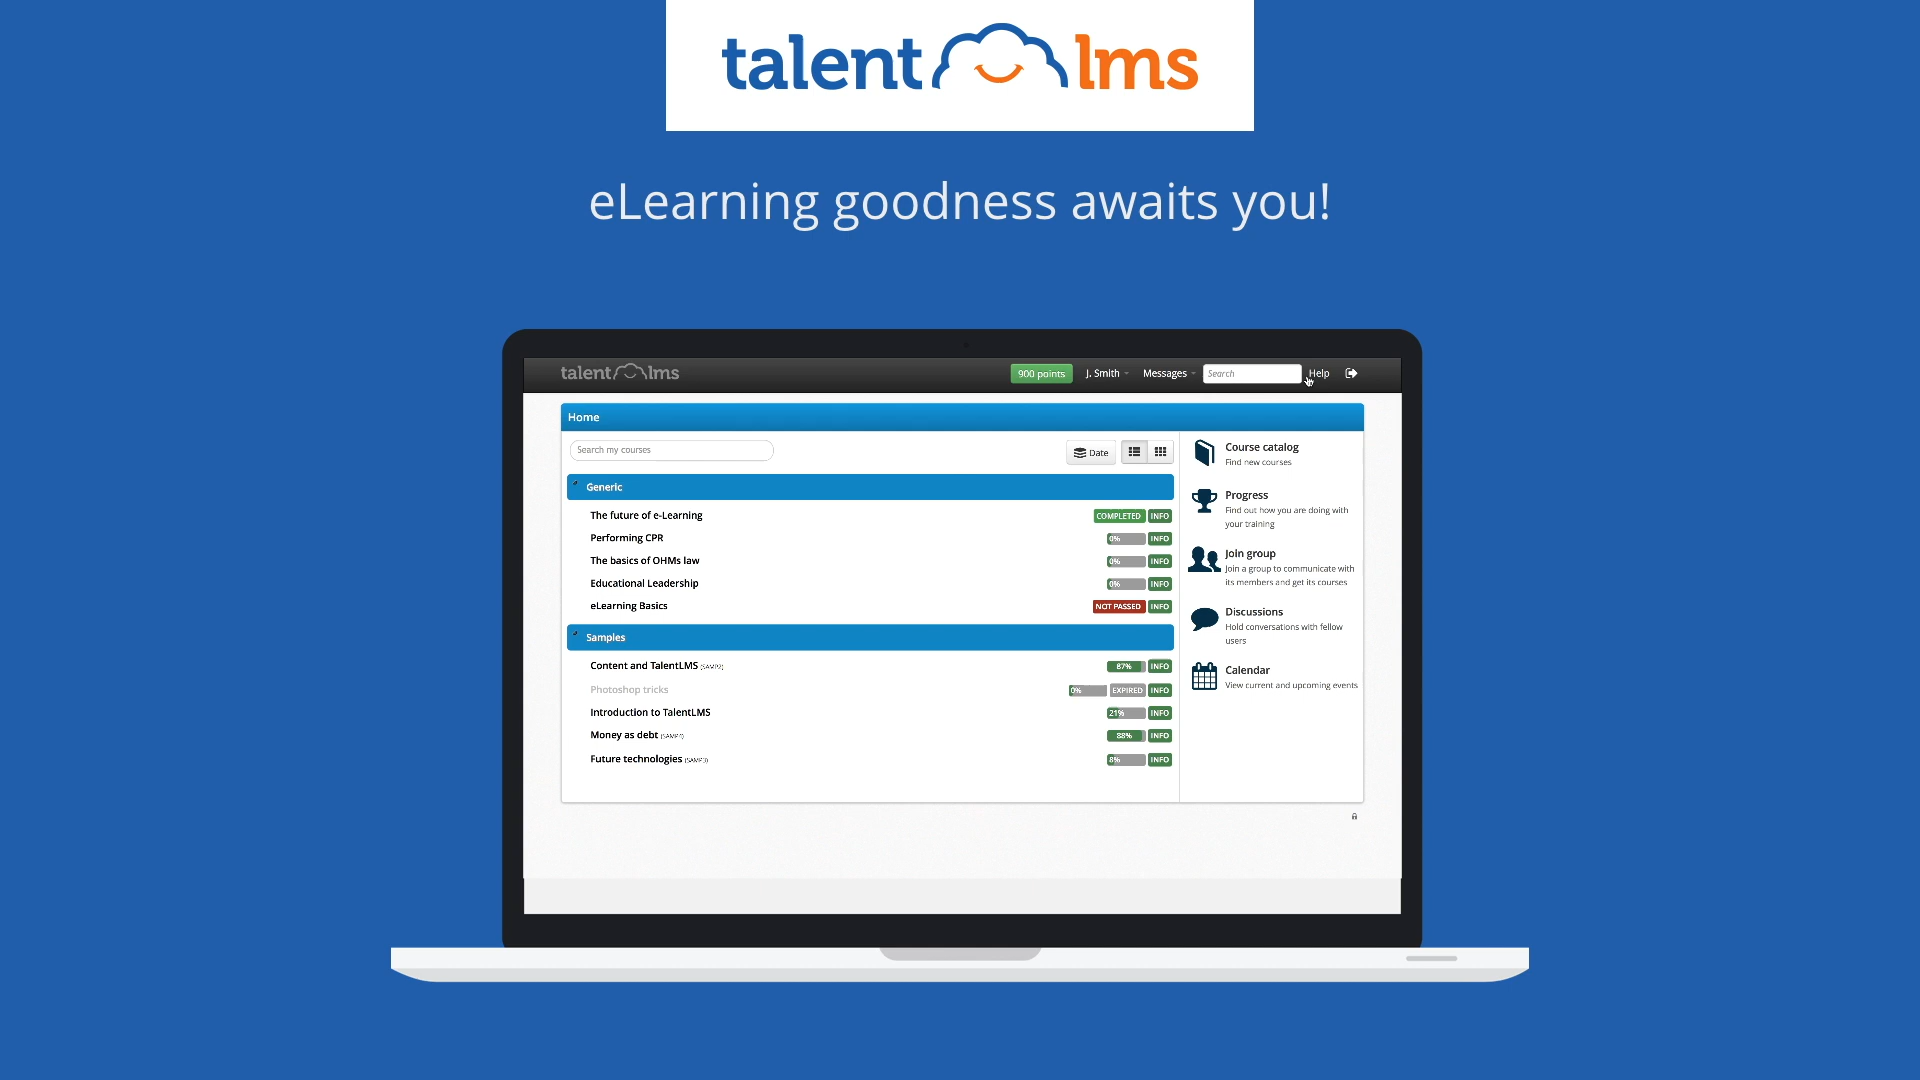 talent lms
eLearning goodness awaits you!
talent lms
900 points
J. Smith
Messages
Search
Help
Home
Search my courses
Date
Generic
The future of e-Learning
COMPLETED INFO
Performing CPR
0% INFO
The basics of OHMs law
0% INFO
Educational Leadership
0% INFO
eLearning Basics
NOT PASSED INFO
Samples
Content and TalentLMS (SAMP2)
87% INFO
Photoshop tricks
0% EXPIRED INFO
Introduction to TalentLMS
21% INFO
Money as debt (SAMP4)
88% INFO
Future technologies (SAMP3)
8% INFO
Course catalog
Find new courses
Progress
Find out how you are doing with
your training
Join group
Join a group to communicate with
its members and get its courses
Discussions
Hold conversations with fellow
users
Calendar
View current and upcoming events